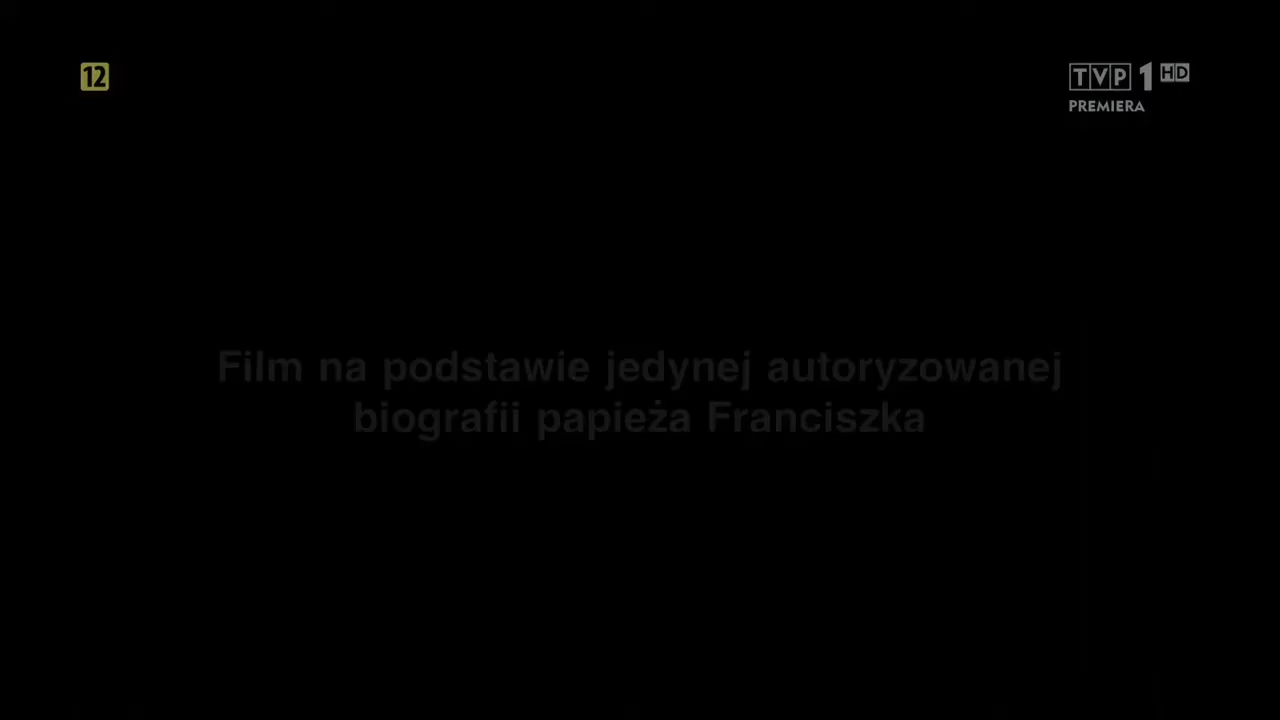 12
TVP 1 HD
PREMIERA
Film na podstawie jedynej autoryzowanej
biografii papieża Franciszka